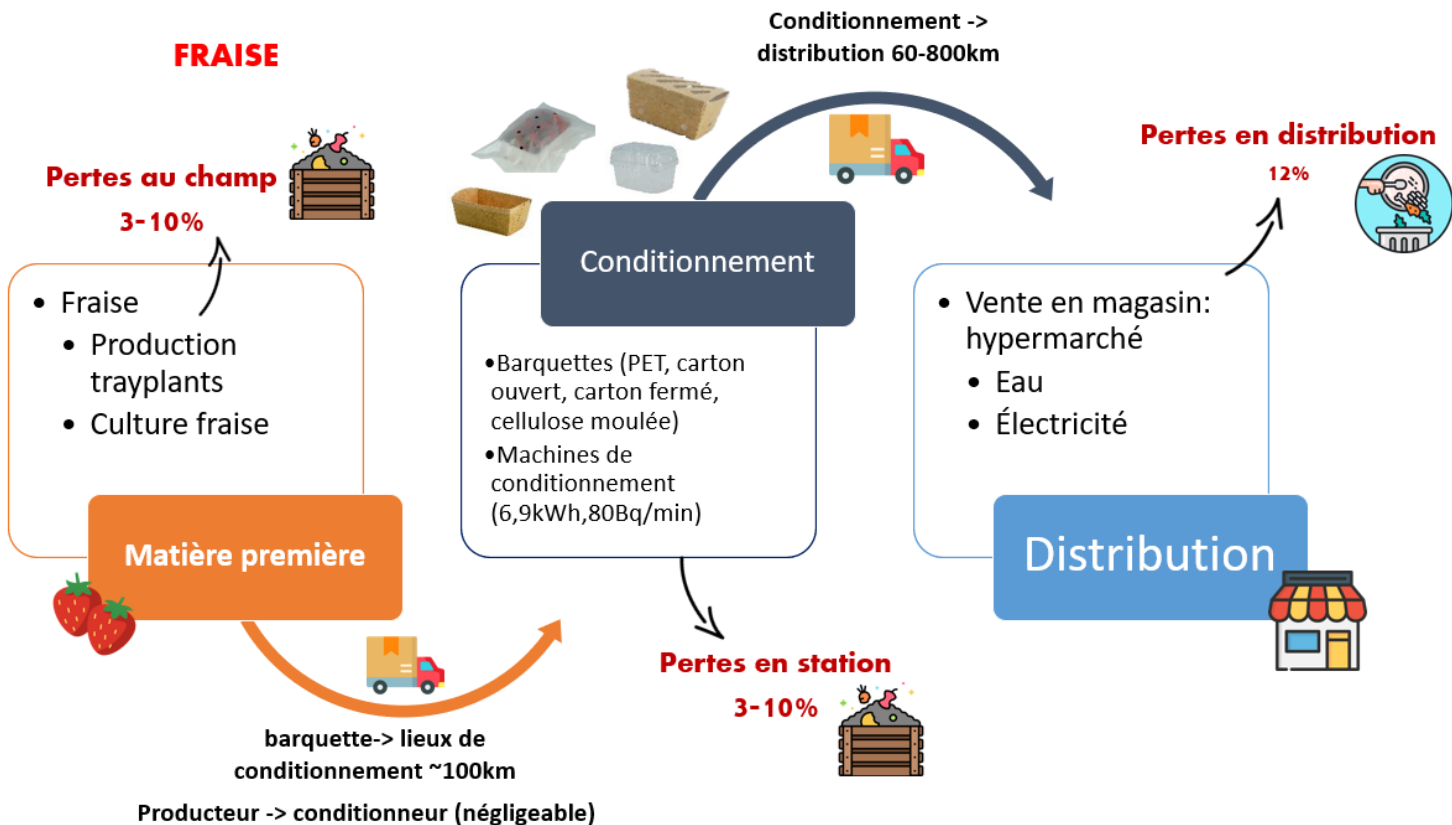 FRAISE
Pertes au champ
3-10%
• Fraise
• Production
trayplants
• Culture fraise
Matière première
barquette-> lieux de
conditionnement ~100km
Producteur -> conditionneur (négligeable)
Conditionnement
•Barquettes (PET, carton
ouvert, carton fermé,
cellulose moulée)
•Machines de
conditionnement
(6,9kWh,80Bq/min)
Pertes en station
3-10%
Conditionnement ->
distribution 60-800km
Pertes en distribution
12%
• Vente en magasin:
hypermarché
• Eau
• Électricité
Distribution